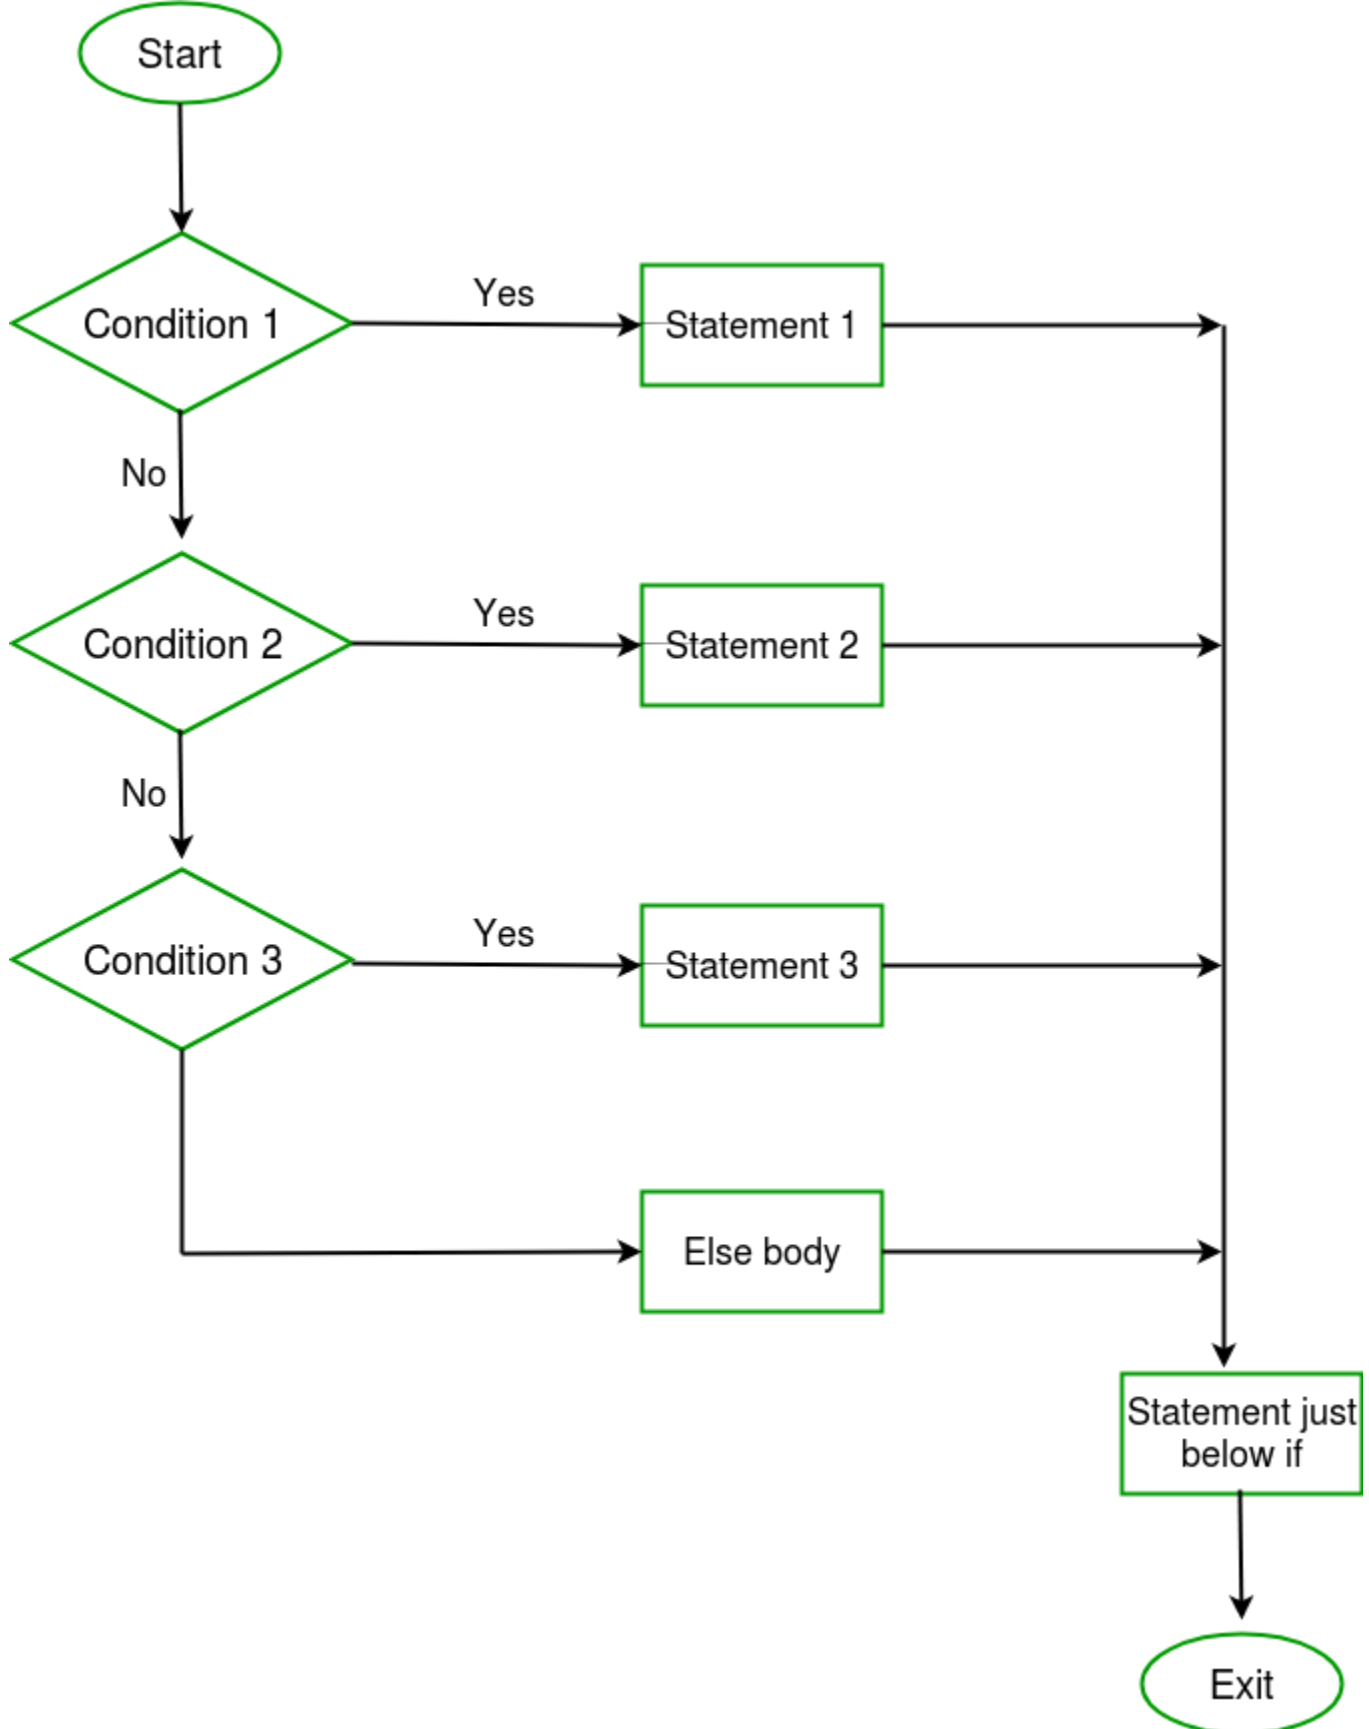 Start
Condition 1
Yes
Statement 1
No
Condition 2
Yes
Statement 2
No
Condition 3
Yes
Statement 3
Else body
Statement just
below if
Exit